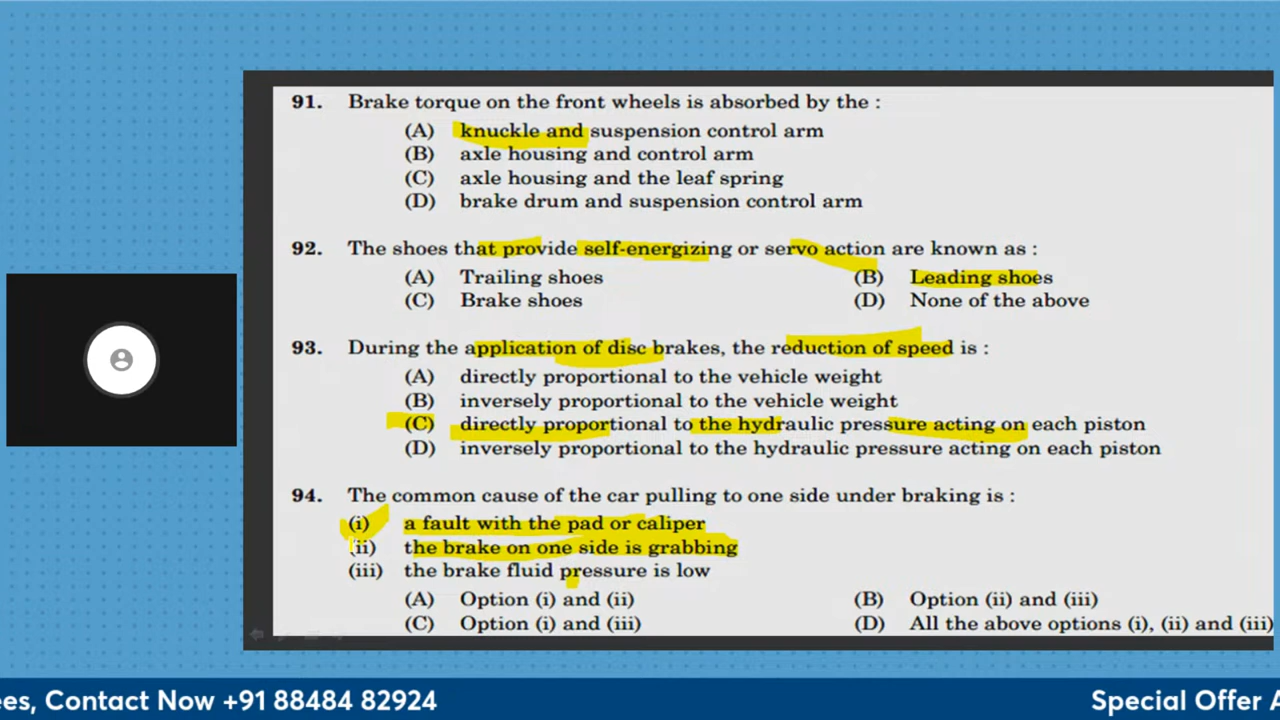 91. Brake torque on the front wheels is absorbed by the :
(A) knuckle and suspension control arm
(B) axle housing and control arm
(C) axle housing and the leaf spring
(D) brake drum and suspension control arm
92. The shoes that provide self-energizing or servo action are known as :
(A) Trailing shoes (B) Leading shoes
(C) Brake shoes (D) None of the above
93. During the application of disc brakes, the reduction of speed is :
(A) directly proportional to the vehicle weight
(B) inversely proportional to the vehicle weight
(C) directly proportional to the hydraulic pressure acting on each piston
(D) inversely proportional to the hydraulic pressure acting on each piston
94. The common cause of the car pulling to one side under braking is :
(i) a fault with the pad or caliper
(ii) the brake on one side is grabbing
(iii) the brake fluid pressure is low
(A) Option (i) and (ii) (B) Option (ii) and (iii)
(C) Option (i) and (iii) (D) All the above options (i), (ii) and (iii)
ees, Contact Now +91 88484 82924 Special Offer A